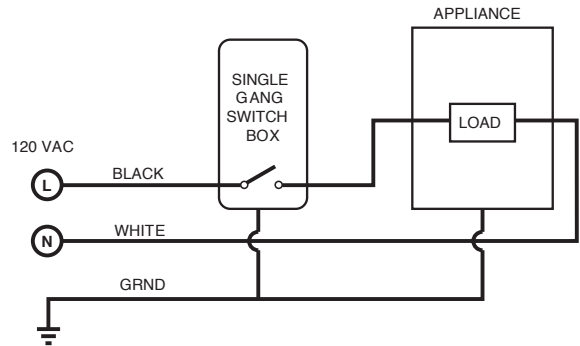 APPLIANCE
SINGLE
GANG
SWITCH
BOX
LOAD
120 VAC
BLACK
L
WHITE
N
GRND